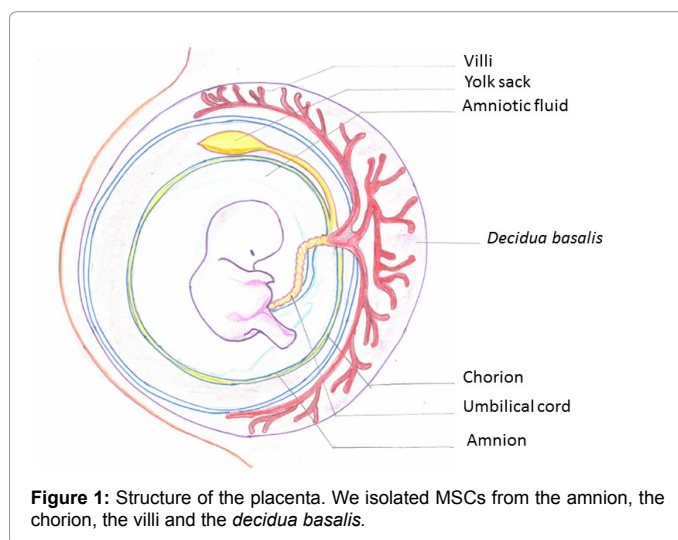 Villi
Yolk sack
Amniotic fluid
Decidua basalis
Chorion
Umbilical cord
Amnion
Figure 1: Structure of the placenta. We isolated MSCs from the amnion, the
chorion, the villi and the decidua basalis.